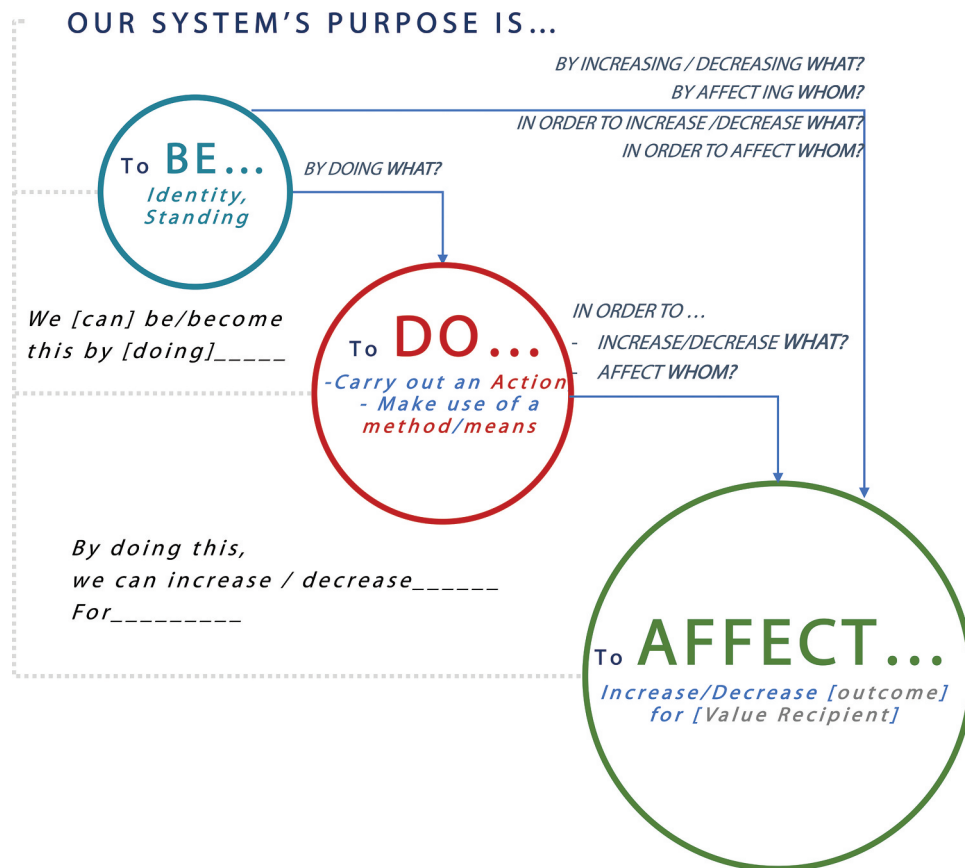 OUR SYSTEM'S PURPOSE IS...
BY INCREASING / DECREASING WHAT?
BY AFFECT ING WHOM?
IN ORDER TO INCREASE /DECREASE WHAT?
IN ORDER TO AFFECT WHOM?
To BE...
Identity,
Standing
BY DOING WHAT?
We [can] be/become
this by [doing]_____
To DO...
-Carry out an Action
- Make use of a
method/means
IN ORDER TO ...
- INCREASE/DECREASE WHAT?
- AFFECT WHOM?
By doing this,
we can increase / decrease______
For_________
To AFFECT...
Increase/Decrease [outcome]
for [Value Recipient]